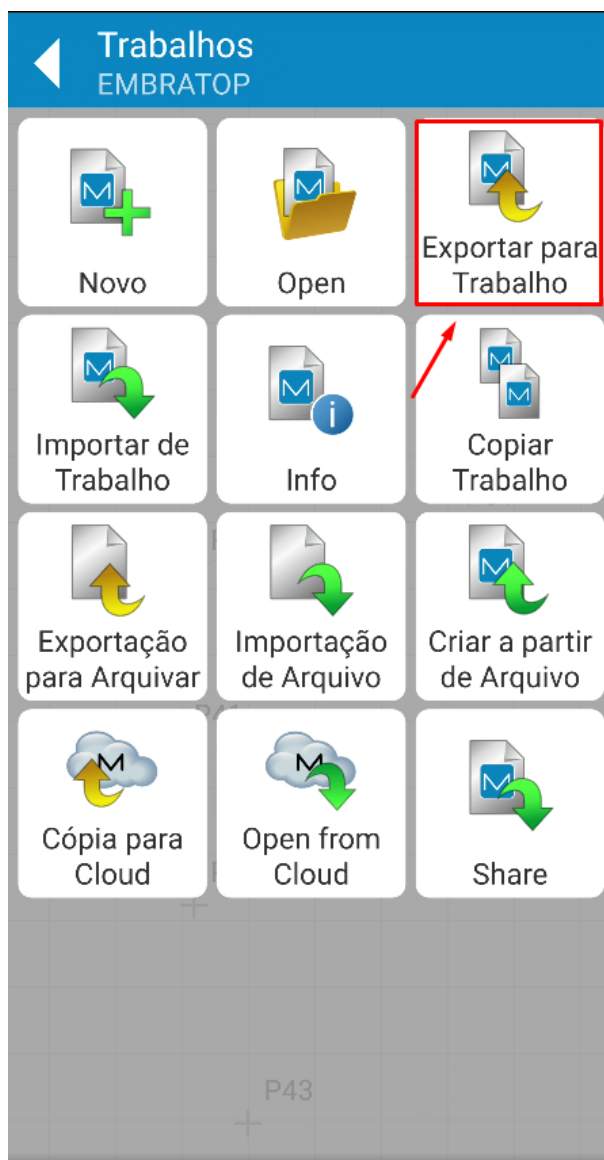 Trabalhos
EMBRATOP
Novo
Open
Exportar para
Trabalho
Importar de
Trabalho
Info
Copiar
Trabalho
Exportação
para Arquivar
Importação
de Arquivo
Criar a partir
de Arquivo
Cópia para
Cloud
Open from
Cloud
Share
P43